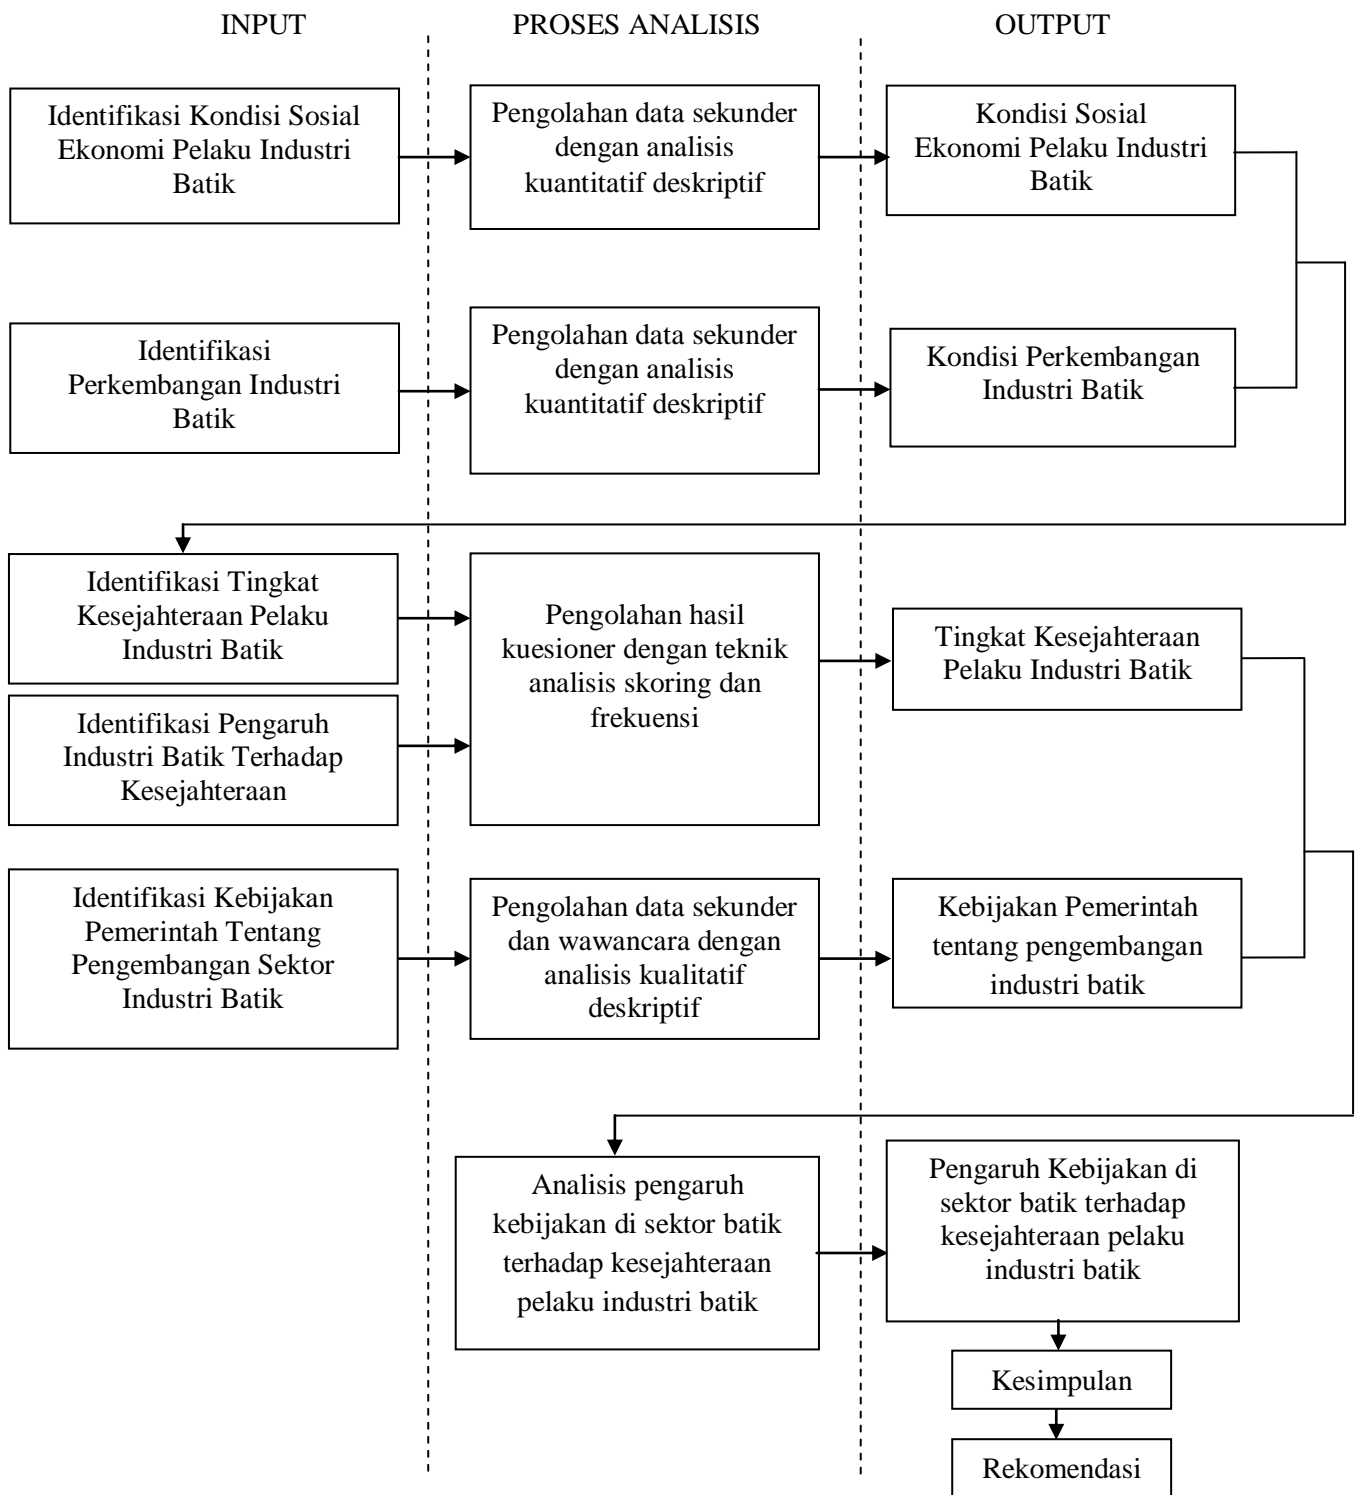 INPUT
PROSES ANALISIS
OUTPUT
Identifikasi Kondisi Sosial
Ekonomi Pelaku Industri
Batik
Pengolahan data sekunder
dengan analisis
kuantitatif deskriptif
Kondisi Sosial
Ekonomi Pelaku Industri
Batik
Identifikasi
Perkembangan Industri
Batik
Pengolahan data sekunder
dengan analisis
kuantitatif deskriptif
Kondisi Perkembangan
Industri Batik
Identifikasi Tingkat
Kesejahteraan Pelaku
Industri Batik
Identifikasi Pengaruh
Industri Batik Terhadap
Kesejahteraan
Pengolahan hasil
kuesioner dengan teknik
analisis skoring dan
frekuensi
Tingkat Kesejahteraan
Pelaku Industri Batik
Identifikasi Kebijakan
Pemerintah Tentang
Pengembangan Sektor
Industri Batik
Pengolahan data sekunder
dan wawancara dengan
analisis kualitatif
deskriptif
Kebijakan Pemerintah
tentang pengembangan
industri batik
Analisis pengaruh
kebijakan di sektor batik
terhadap kesejahteraan
pelaku industri batik
Pengaruh Kebijakan di
sektor batik terhadap
kesejahteraan pelaku
industri batik
Kesimpulan
Rekomendasi